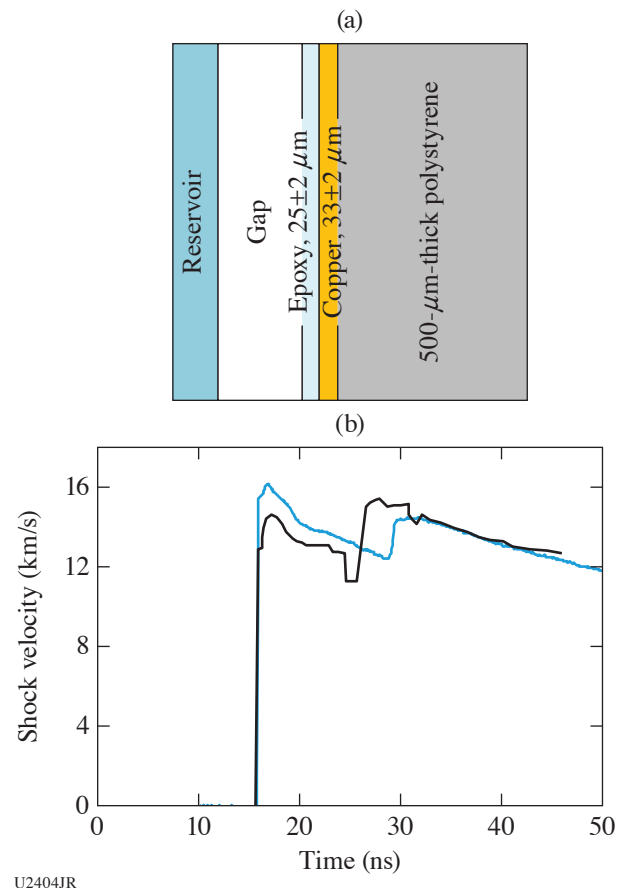 (a)
Reservoir
Gap
Epoxy, 25±2 μm
Copper, 33±2 μm
500-μm-thick polystyrene
(b)
Shock velocity (km/s)
16
12
8
4
0
0 10 20 30 40 50
Time (ns)
U2404JR